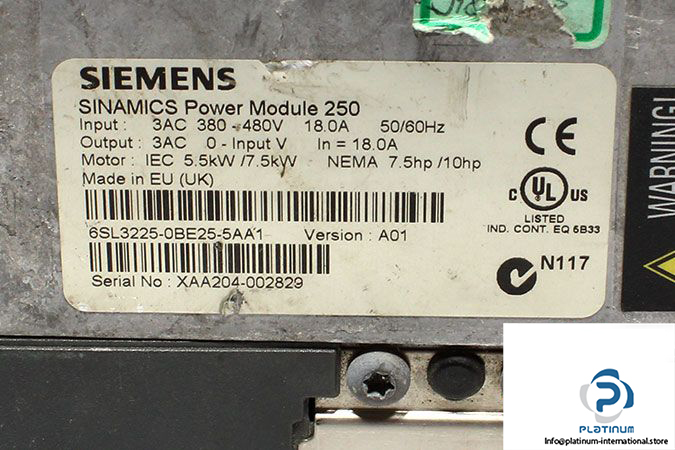 SIEMENS
SINAMICS Power Module 250
Input : 3AC 380 - 480V 18.0A 50/60Hz
Output : 3AC 0 - Input V In = 18.0A
Motor : IEC 5.5kW /7.5kW NEMA 7.5hp /10hp
Made in EU (UK)
6SL3225-0BE25-5AA1 Version : A01
Serial No : XAA204-002829
CE
C UL US
LISTED
IND. CONT. EQ 5B33
N117
WARNING!
PLATINUM
Info@platinum-international.store